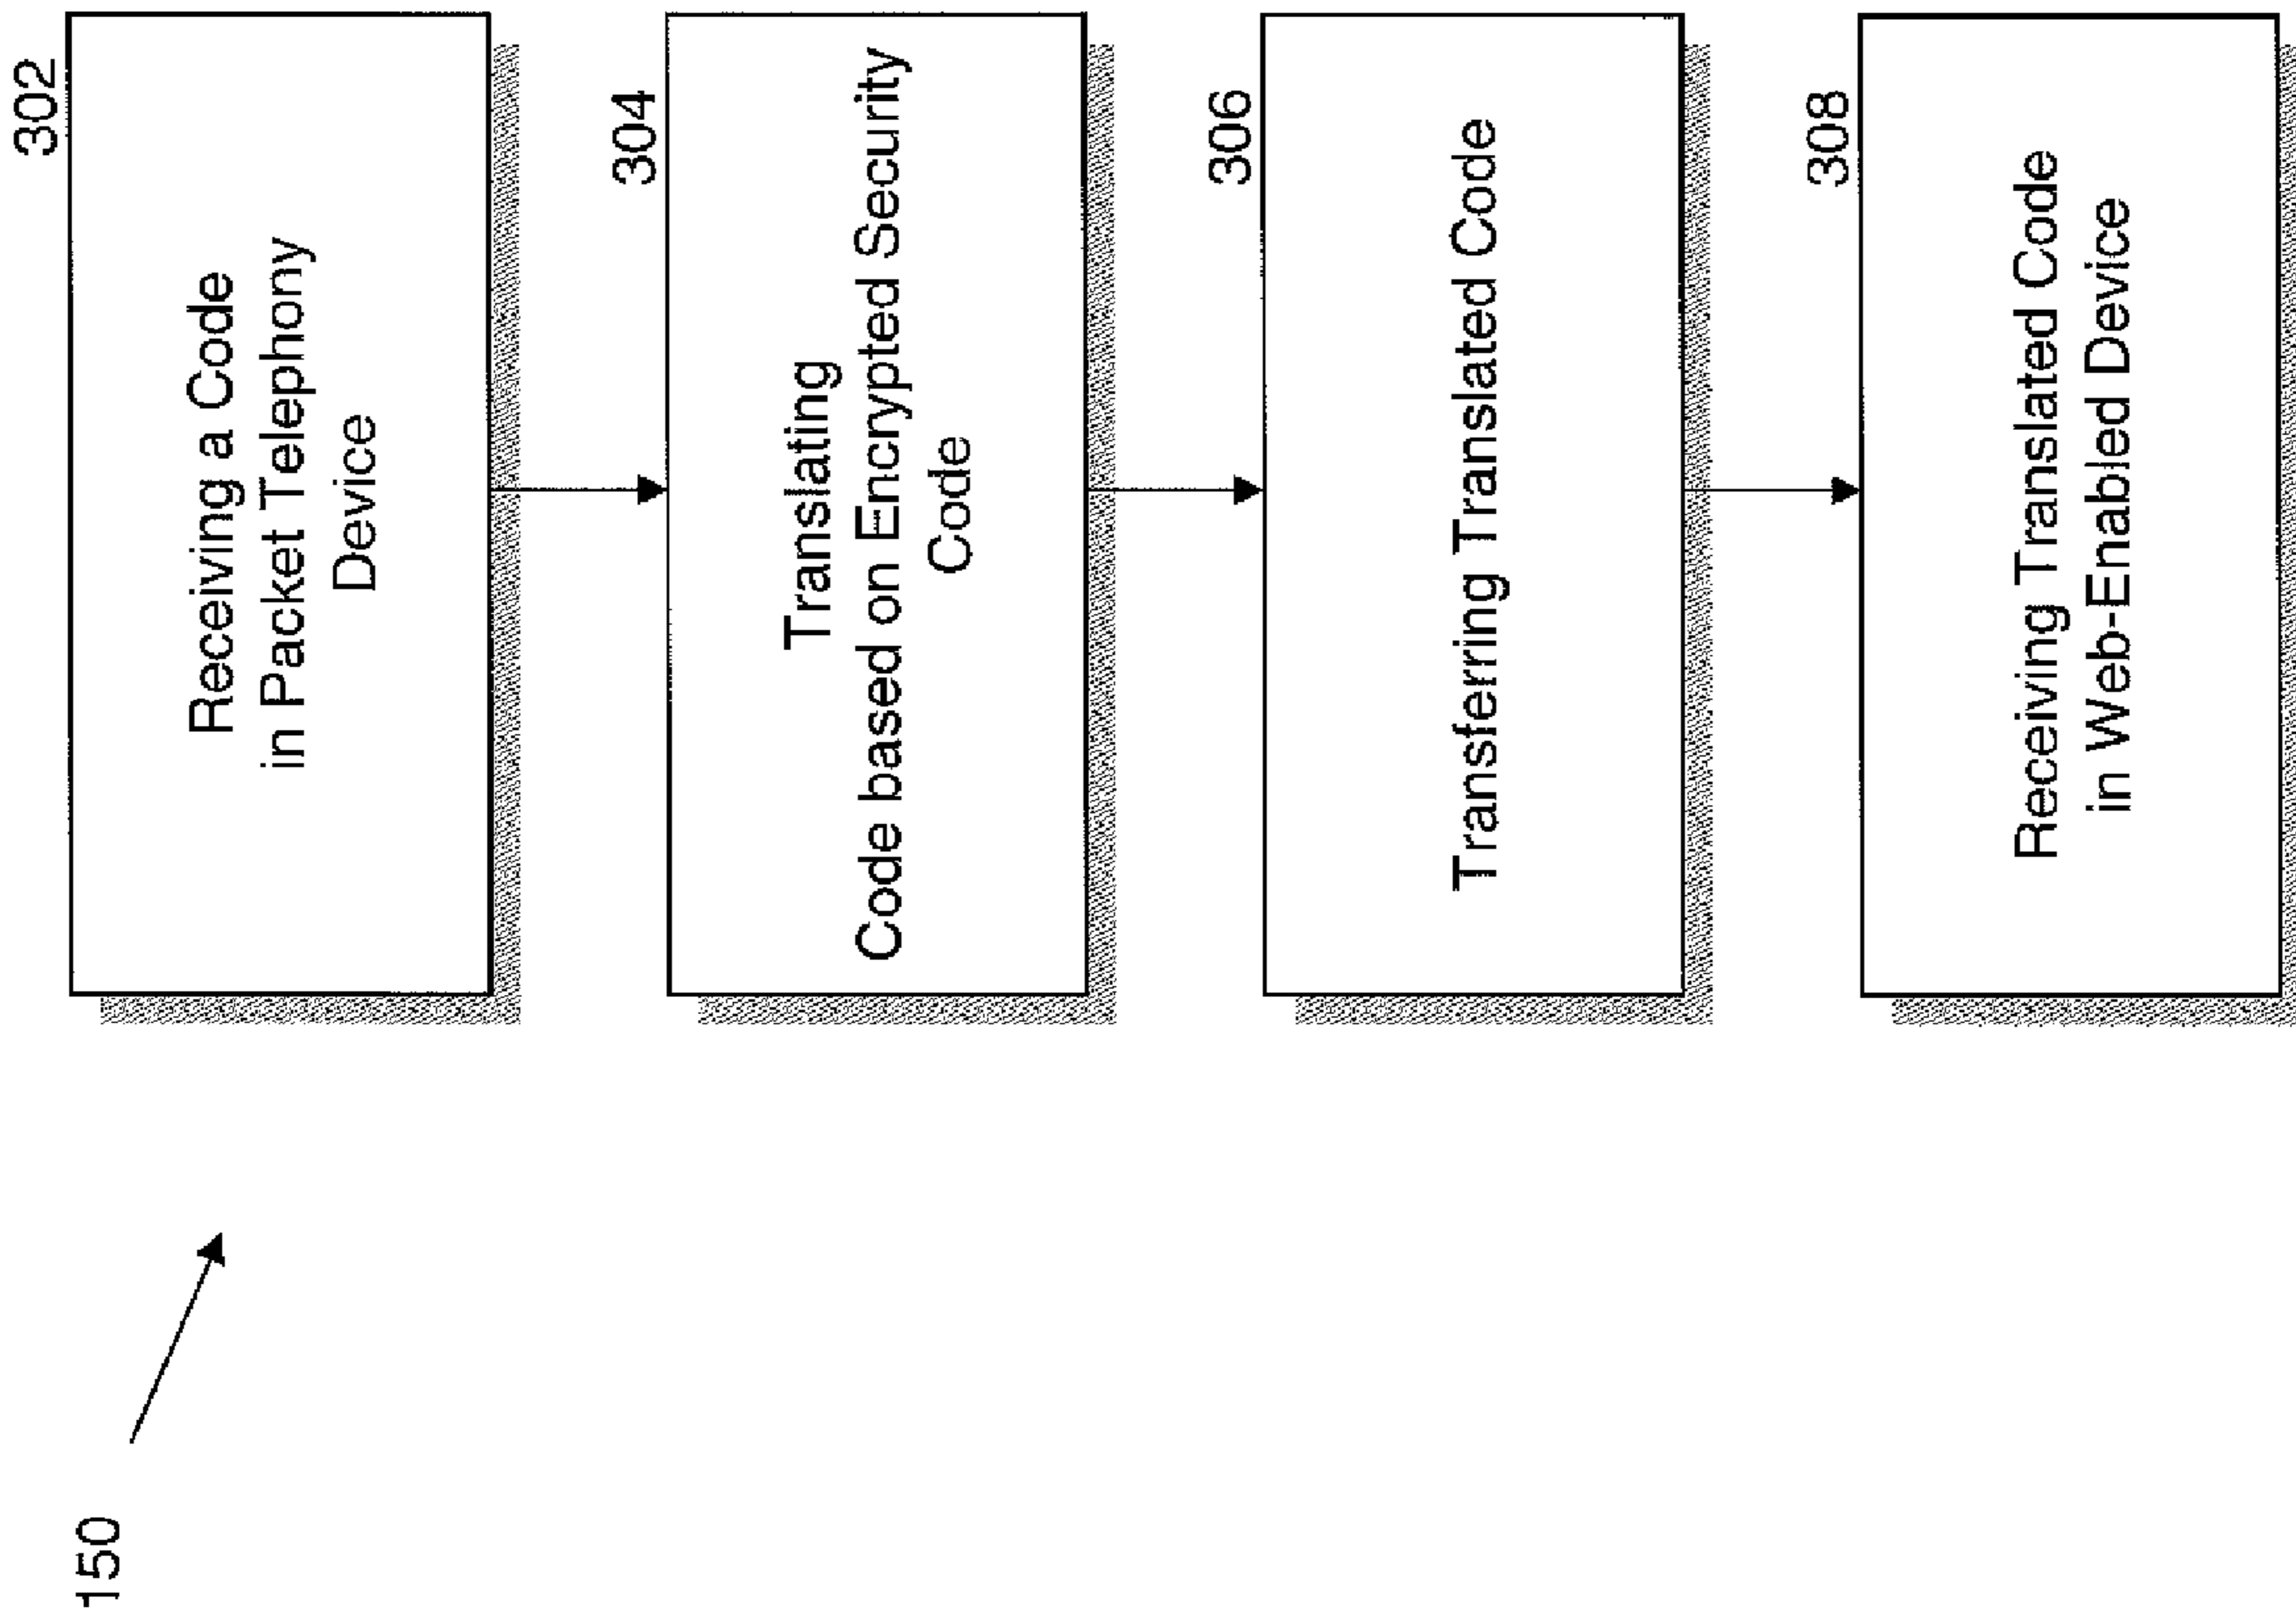 150
302
Receiving a Code
in Packet Telephony
Device
304
Translating
Code based on Encrypted Security
Code
306
Transferring Translated Code
308
Receiving Translated Code
in Web-Enabled Device